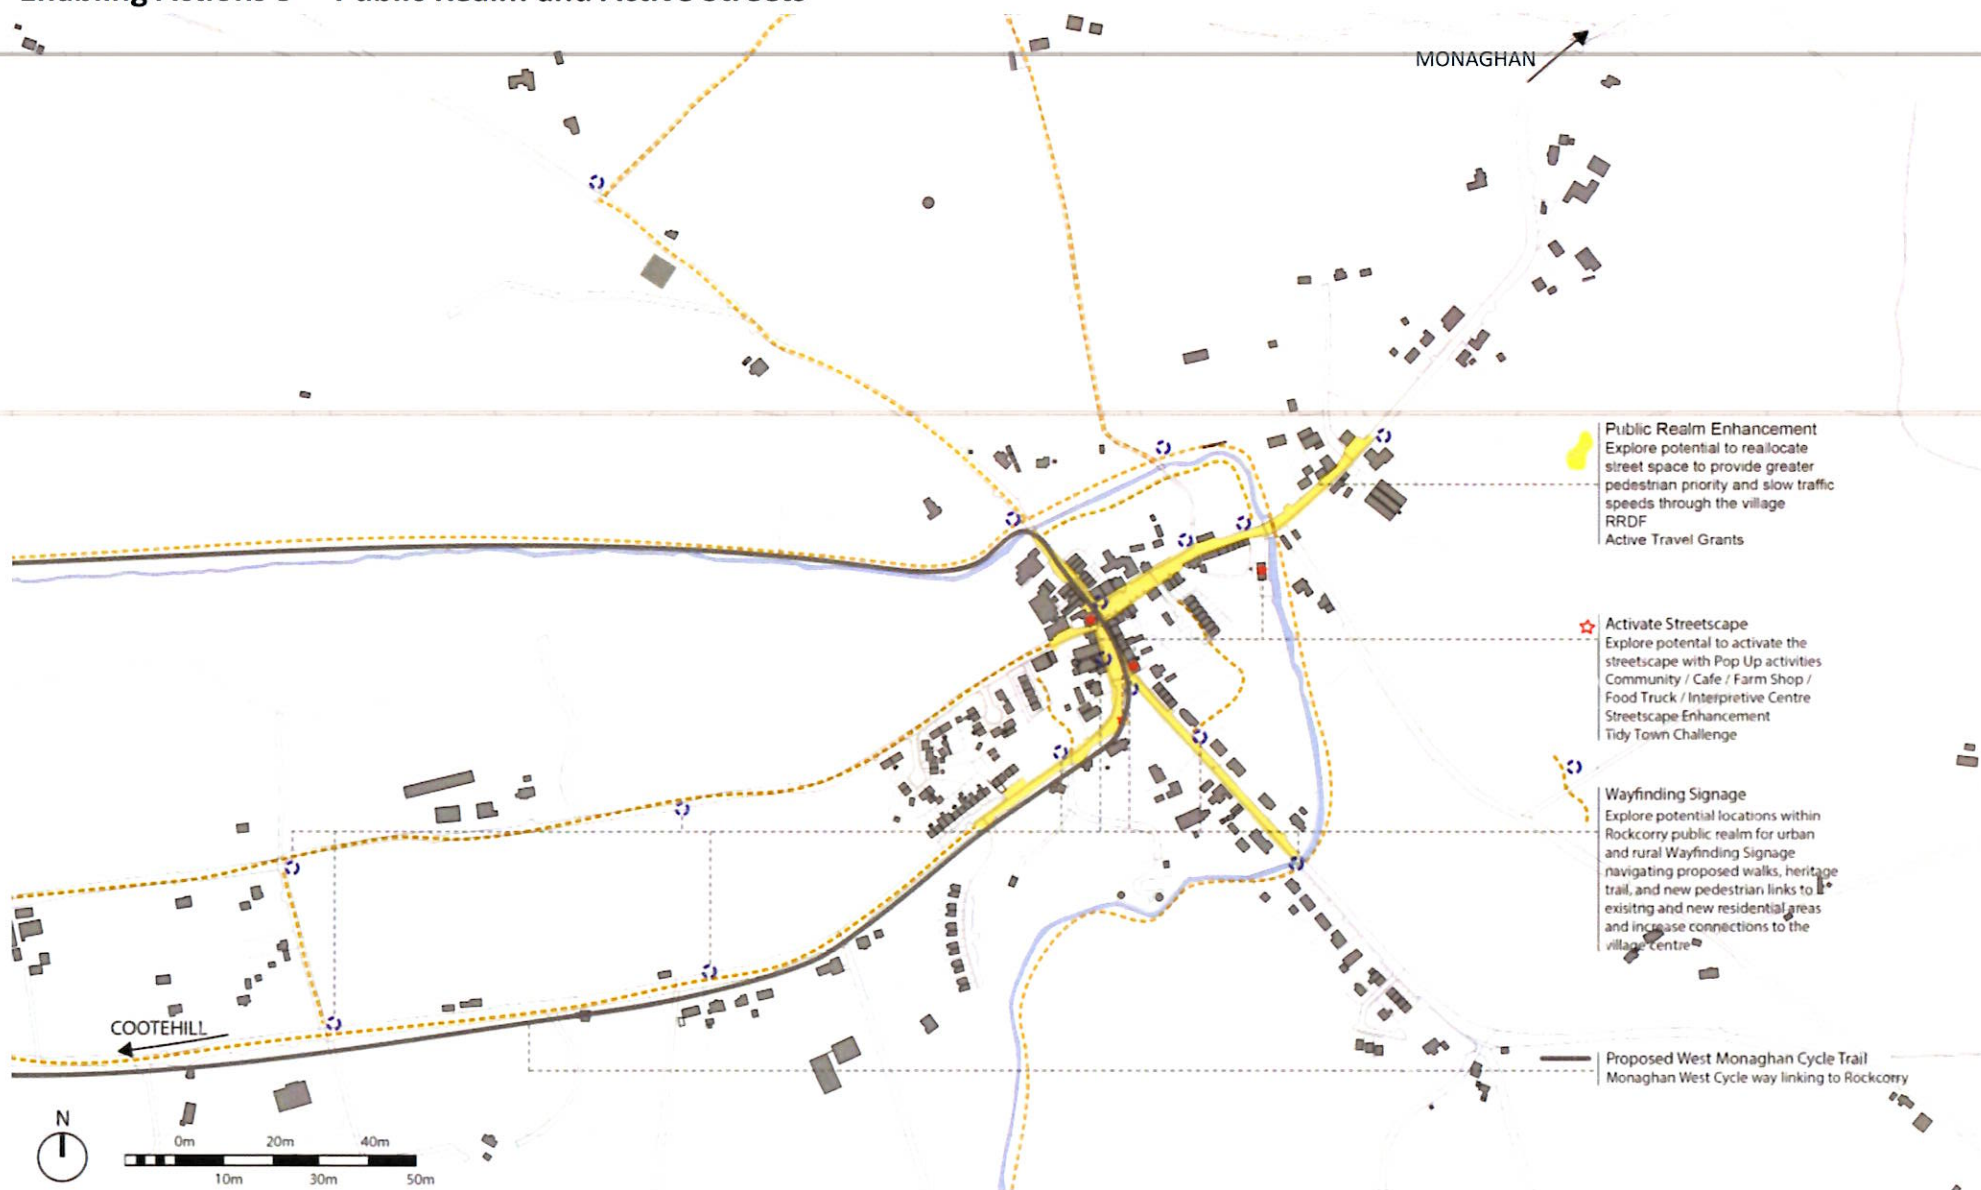 MONAGHAN
Public Realm Enhancement
Explore potential to reallocate
street space to provide greater
pedestrian priority and slow traffic
speeds through the village
RRDF
Active Travel Grants
Activate Streetscape
Explore potental to activate the
streetscape with Pop Up activities
Community / Cafe / Farm Shop /
Food Truck / Interpretive Centre
Streetscape Enhancement
Tidy Town Challenge
Wayfinding Signage
Explore potential locations within
Rockcorry public realm for urban
and rural Wayfinding Signage
navigating proposed walks, heritage
trail, and new pedestrian links to
exisitng and new residential areas
and increase connections to the
village centre
COOTEHILL
Proposed West Monaghan Cycle Trail
Monaghan West Cycle way linking to Rockcorry
N
0m 20m 40m
10m 30m 50m